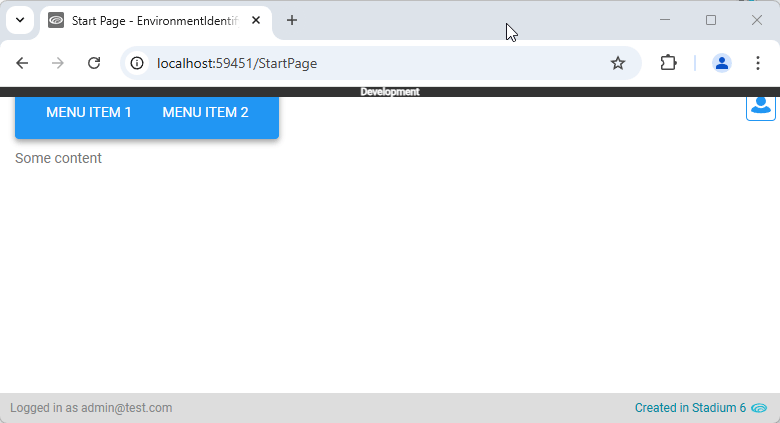 Start Page - EnvironmentIdentif
localhost:59451/StartPage
Development
MENU ITEM 1 MENU ITEM 2
Some content
Logged in as admin@test.com Created in Stadium 6